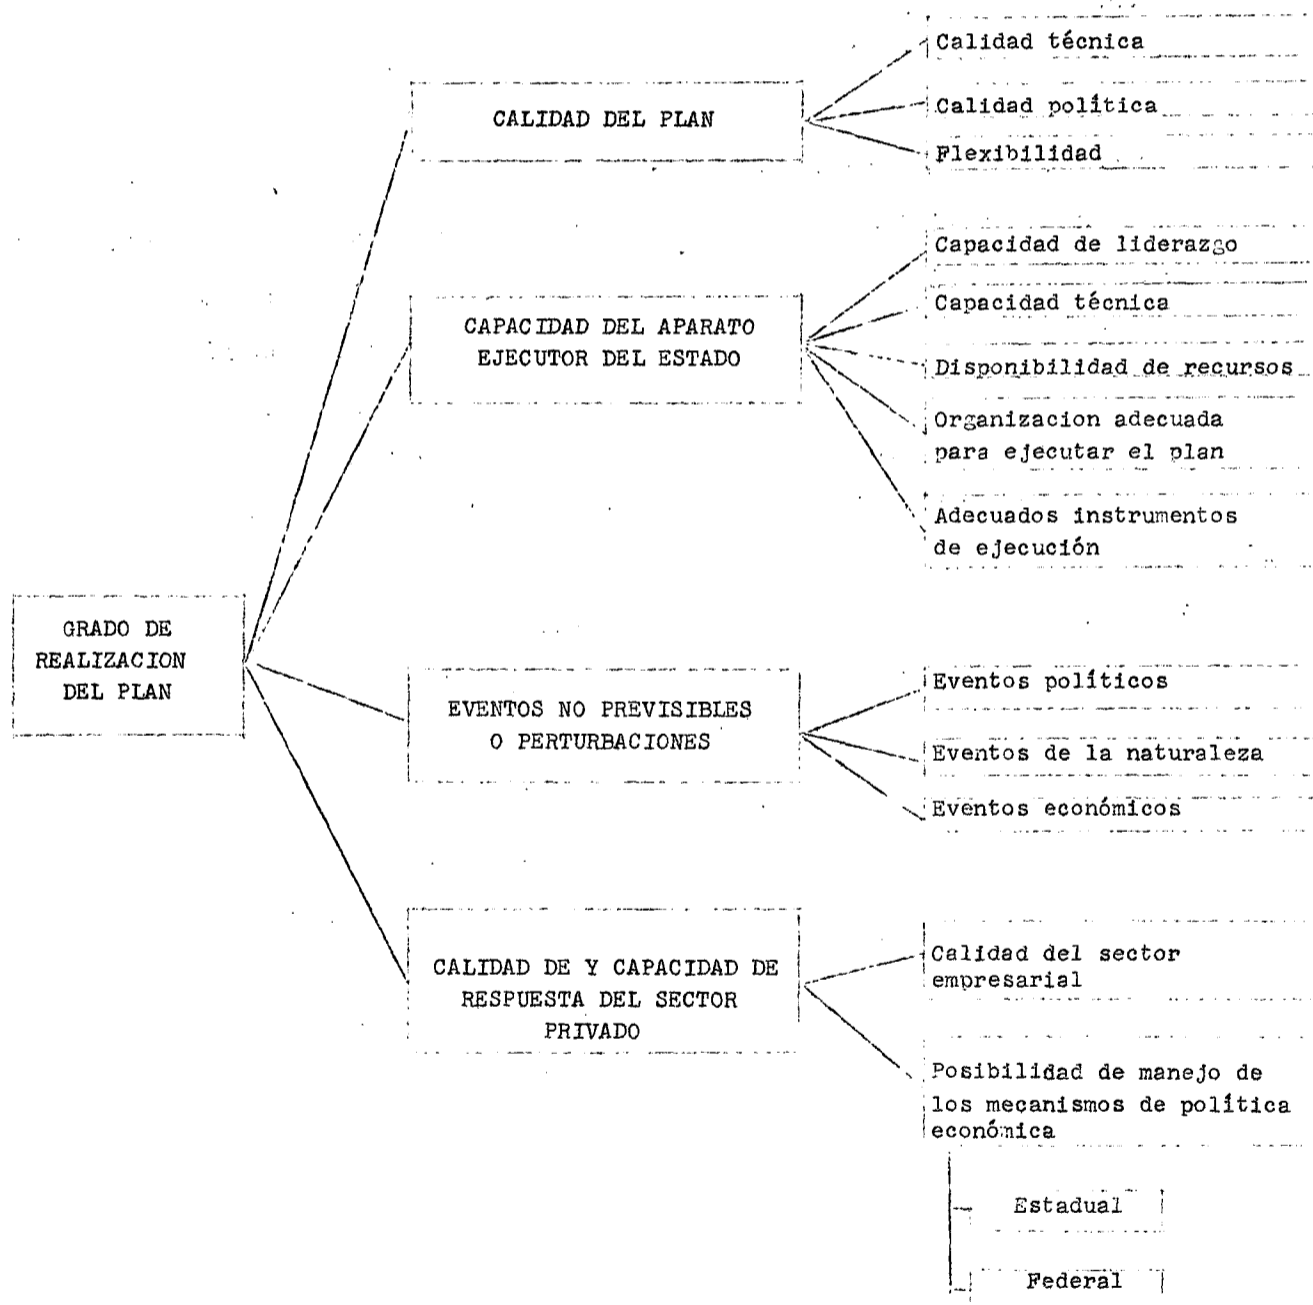 Calidad técnica
CALIDAD DEL PLAN
Calidad política
Flexibilidad
Capacidad de liderazgo
CAPACIDAD DEL APARATO
EJECUTOR DEL ESTADO
Capacidad técnica
Disponibilidad de recursos
Organizacion adecuada
para ejecutar el plan
Adecuados instrumentos
de ejecución
GRADO DE
REALIZACION
DEL PLAN
EVENTOS NO PREVISIBLES
O PERTURBACIONES
Eventos políticos
Eventos de la naturaleza
Eventos económicos
CALIDAD DE Y CAPACIDAD DE
RESPUESTA DEL SECTOR
PRIVADO
Calidad del sector
empresarial
Posibilidad de manejo de
los mecanismos de política
económica
Estadual
Federal